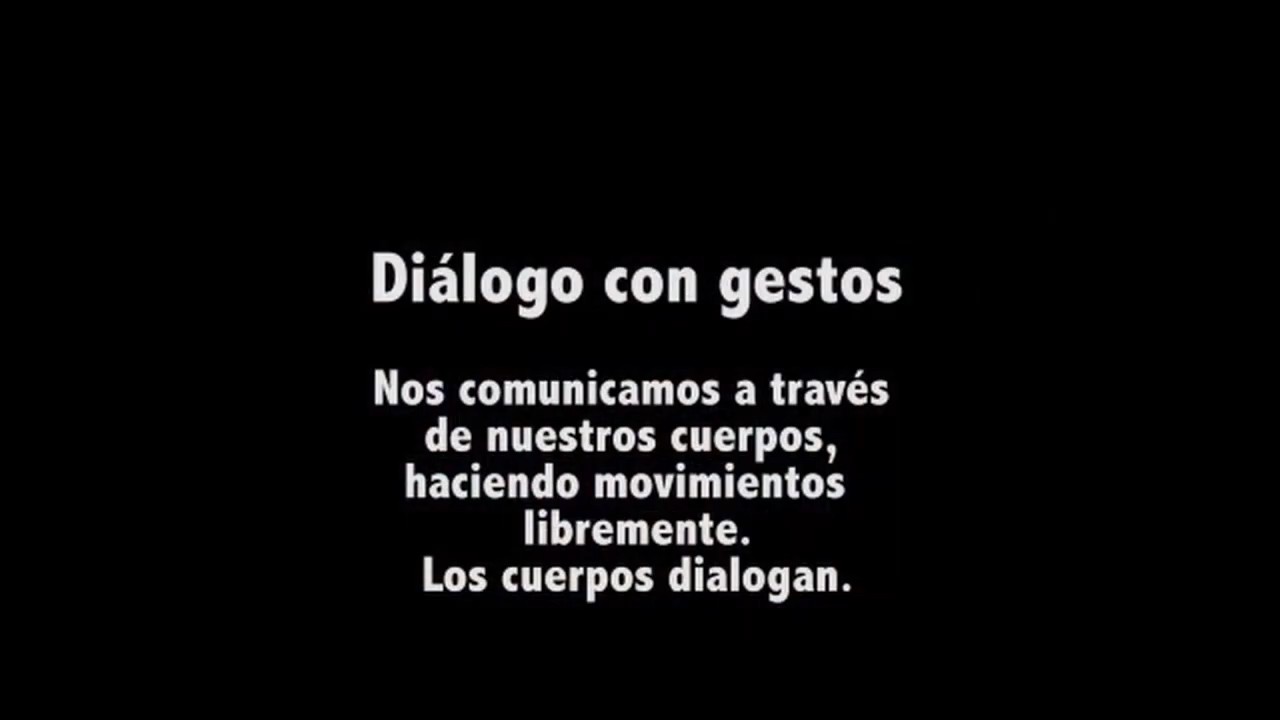 Diálogo con gestos
Nos comunicamos a través
de nuestros cuerpos,
haciendo movimientos
libremente.
Los cuerpos dialogan.